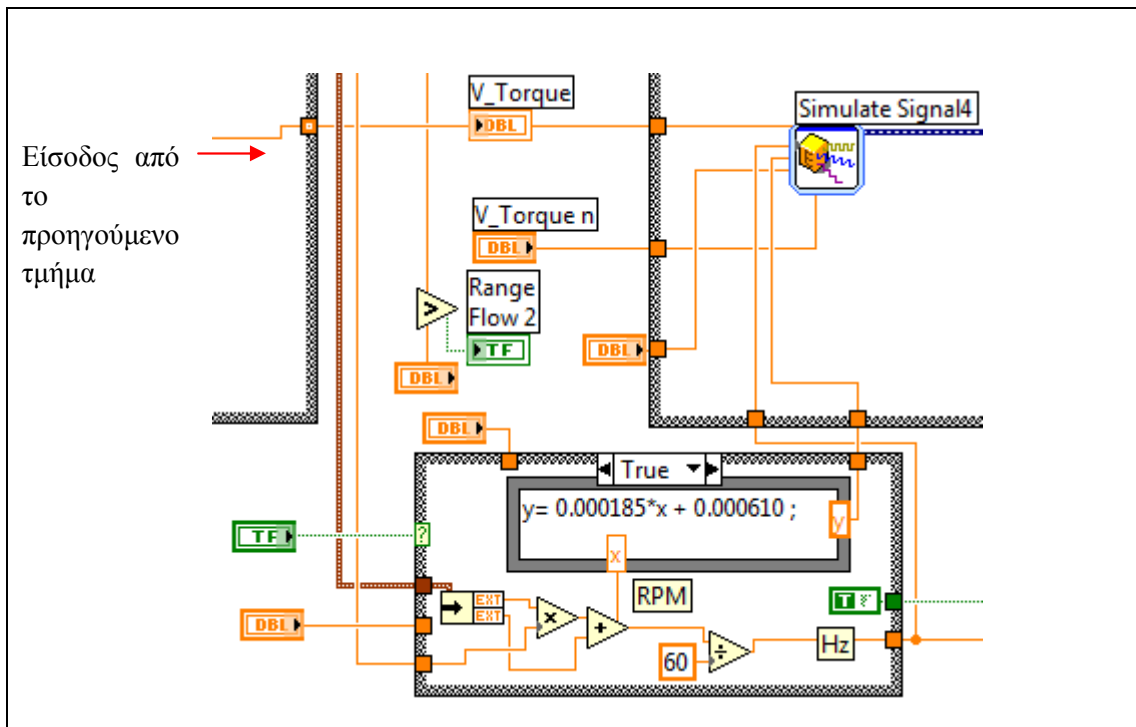 V_Torque
DBL
Simulate Signal4
Είσοδος από
το
προηγούμενο
τμήμα
V_Torque n
DBL
Range
Flow 2
TF
DBL
DBL
DBL
True
y= 0.000185*x + 0.000610 ;
y
x
TF
?
EXT
EXT
RPM
T
DBL
60
Hz